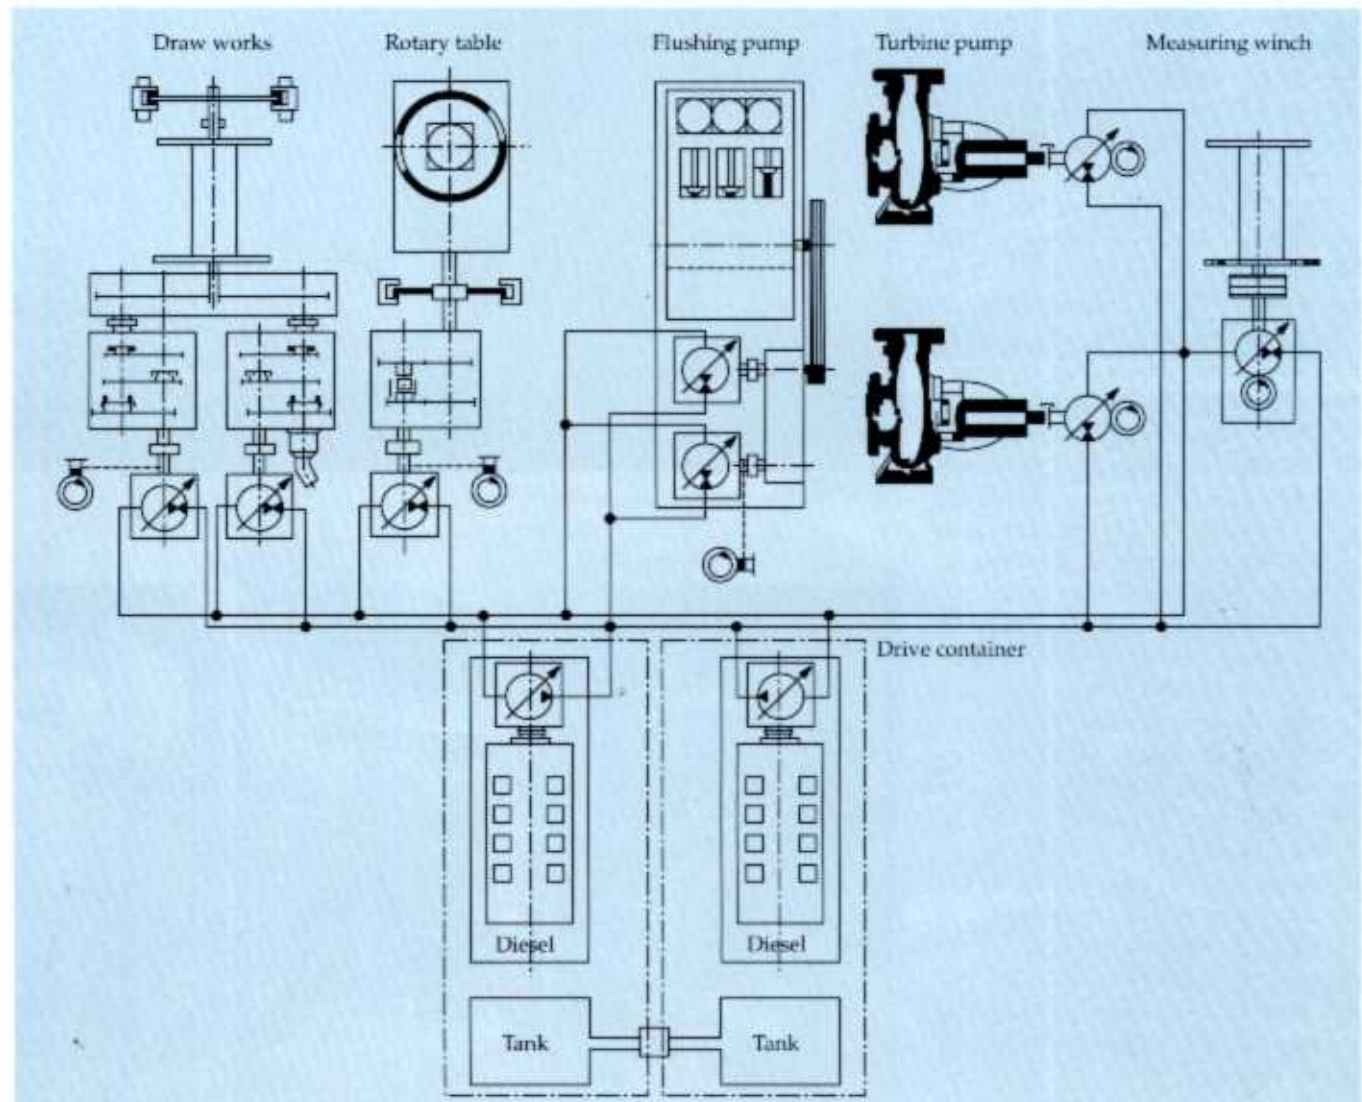 Draw works
Rotary table
Flushing pump
Turbine pump
Measuring winch
Drive container
Diesel
Diesel
Tank
Tank